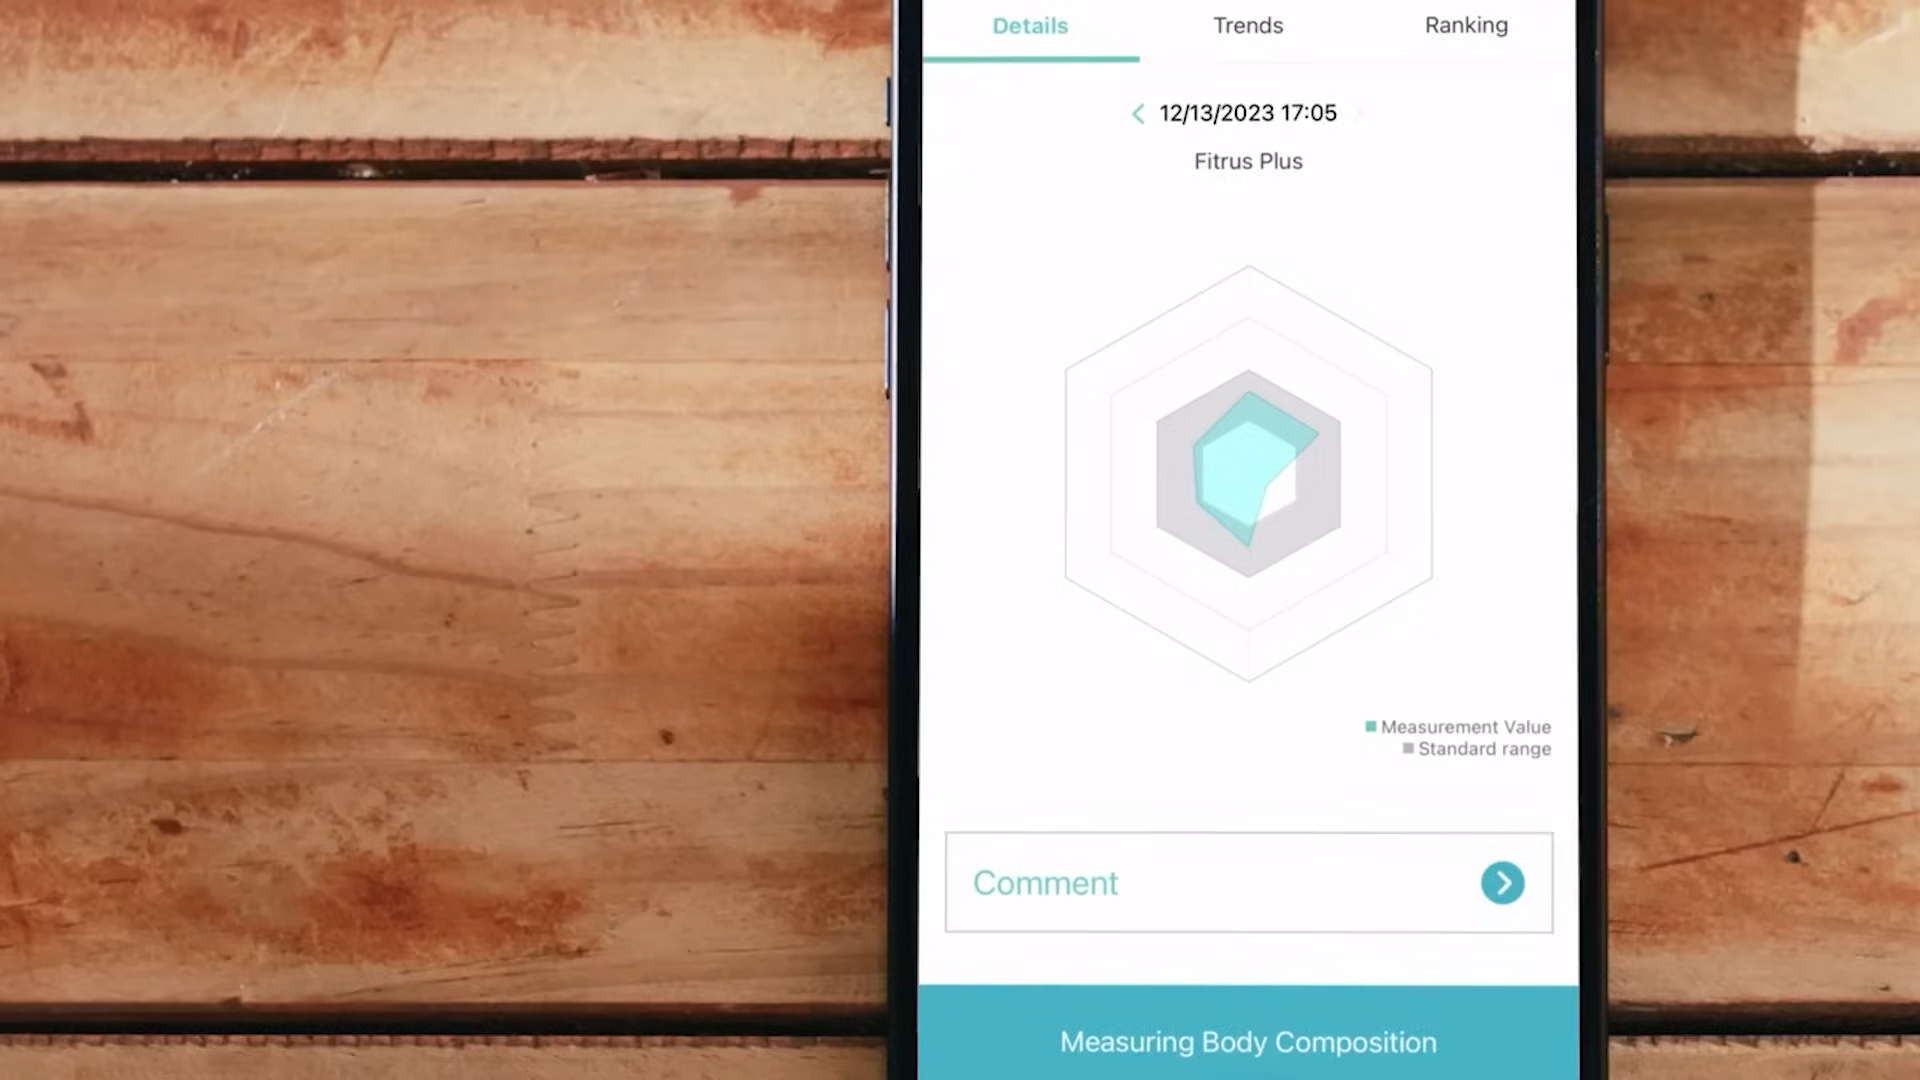 Details Trends Ranking
12/13/2023 17:05
Fitrus Plus
Measurement Value
Standard range
Comment
Measuring Body Composition